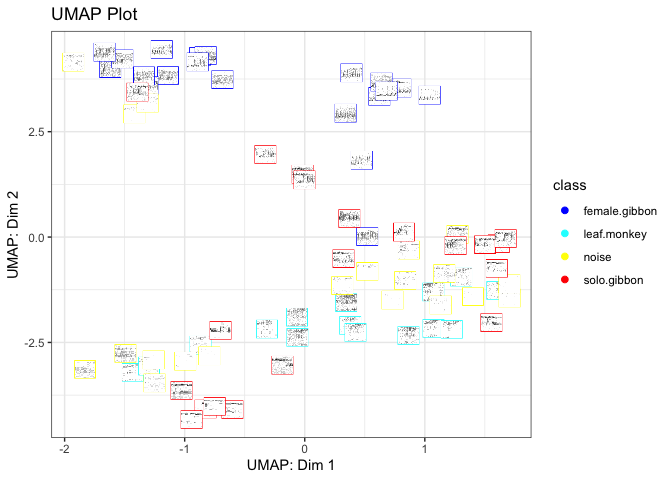 UMAP Plot
2.5
0.0
-2.5
UMAP: Dim 2
-2
-1
0
1
UMAP: Dim 1
class
female.gibbon
leaf.monkey
noise
solo.gibbon